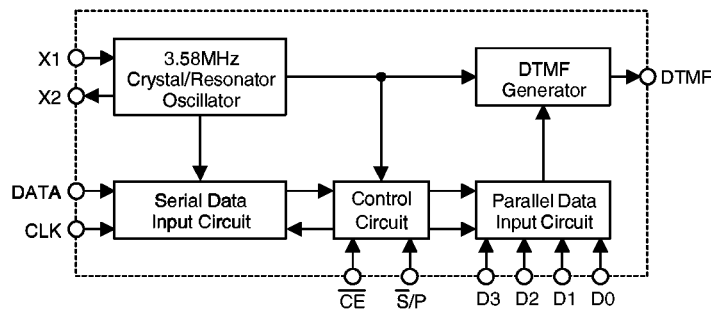 X1
X2
3.58MHz
Crystal/Resonator
Oscillator
DTMF
Generator
DTMF
DATA
CLK
Serial Data
Input Circuit
Control
Circuit
Parallel Data
Input Circuit
C̅E̅
S̅/P
D3
D2
D1
D0